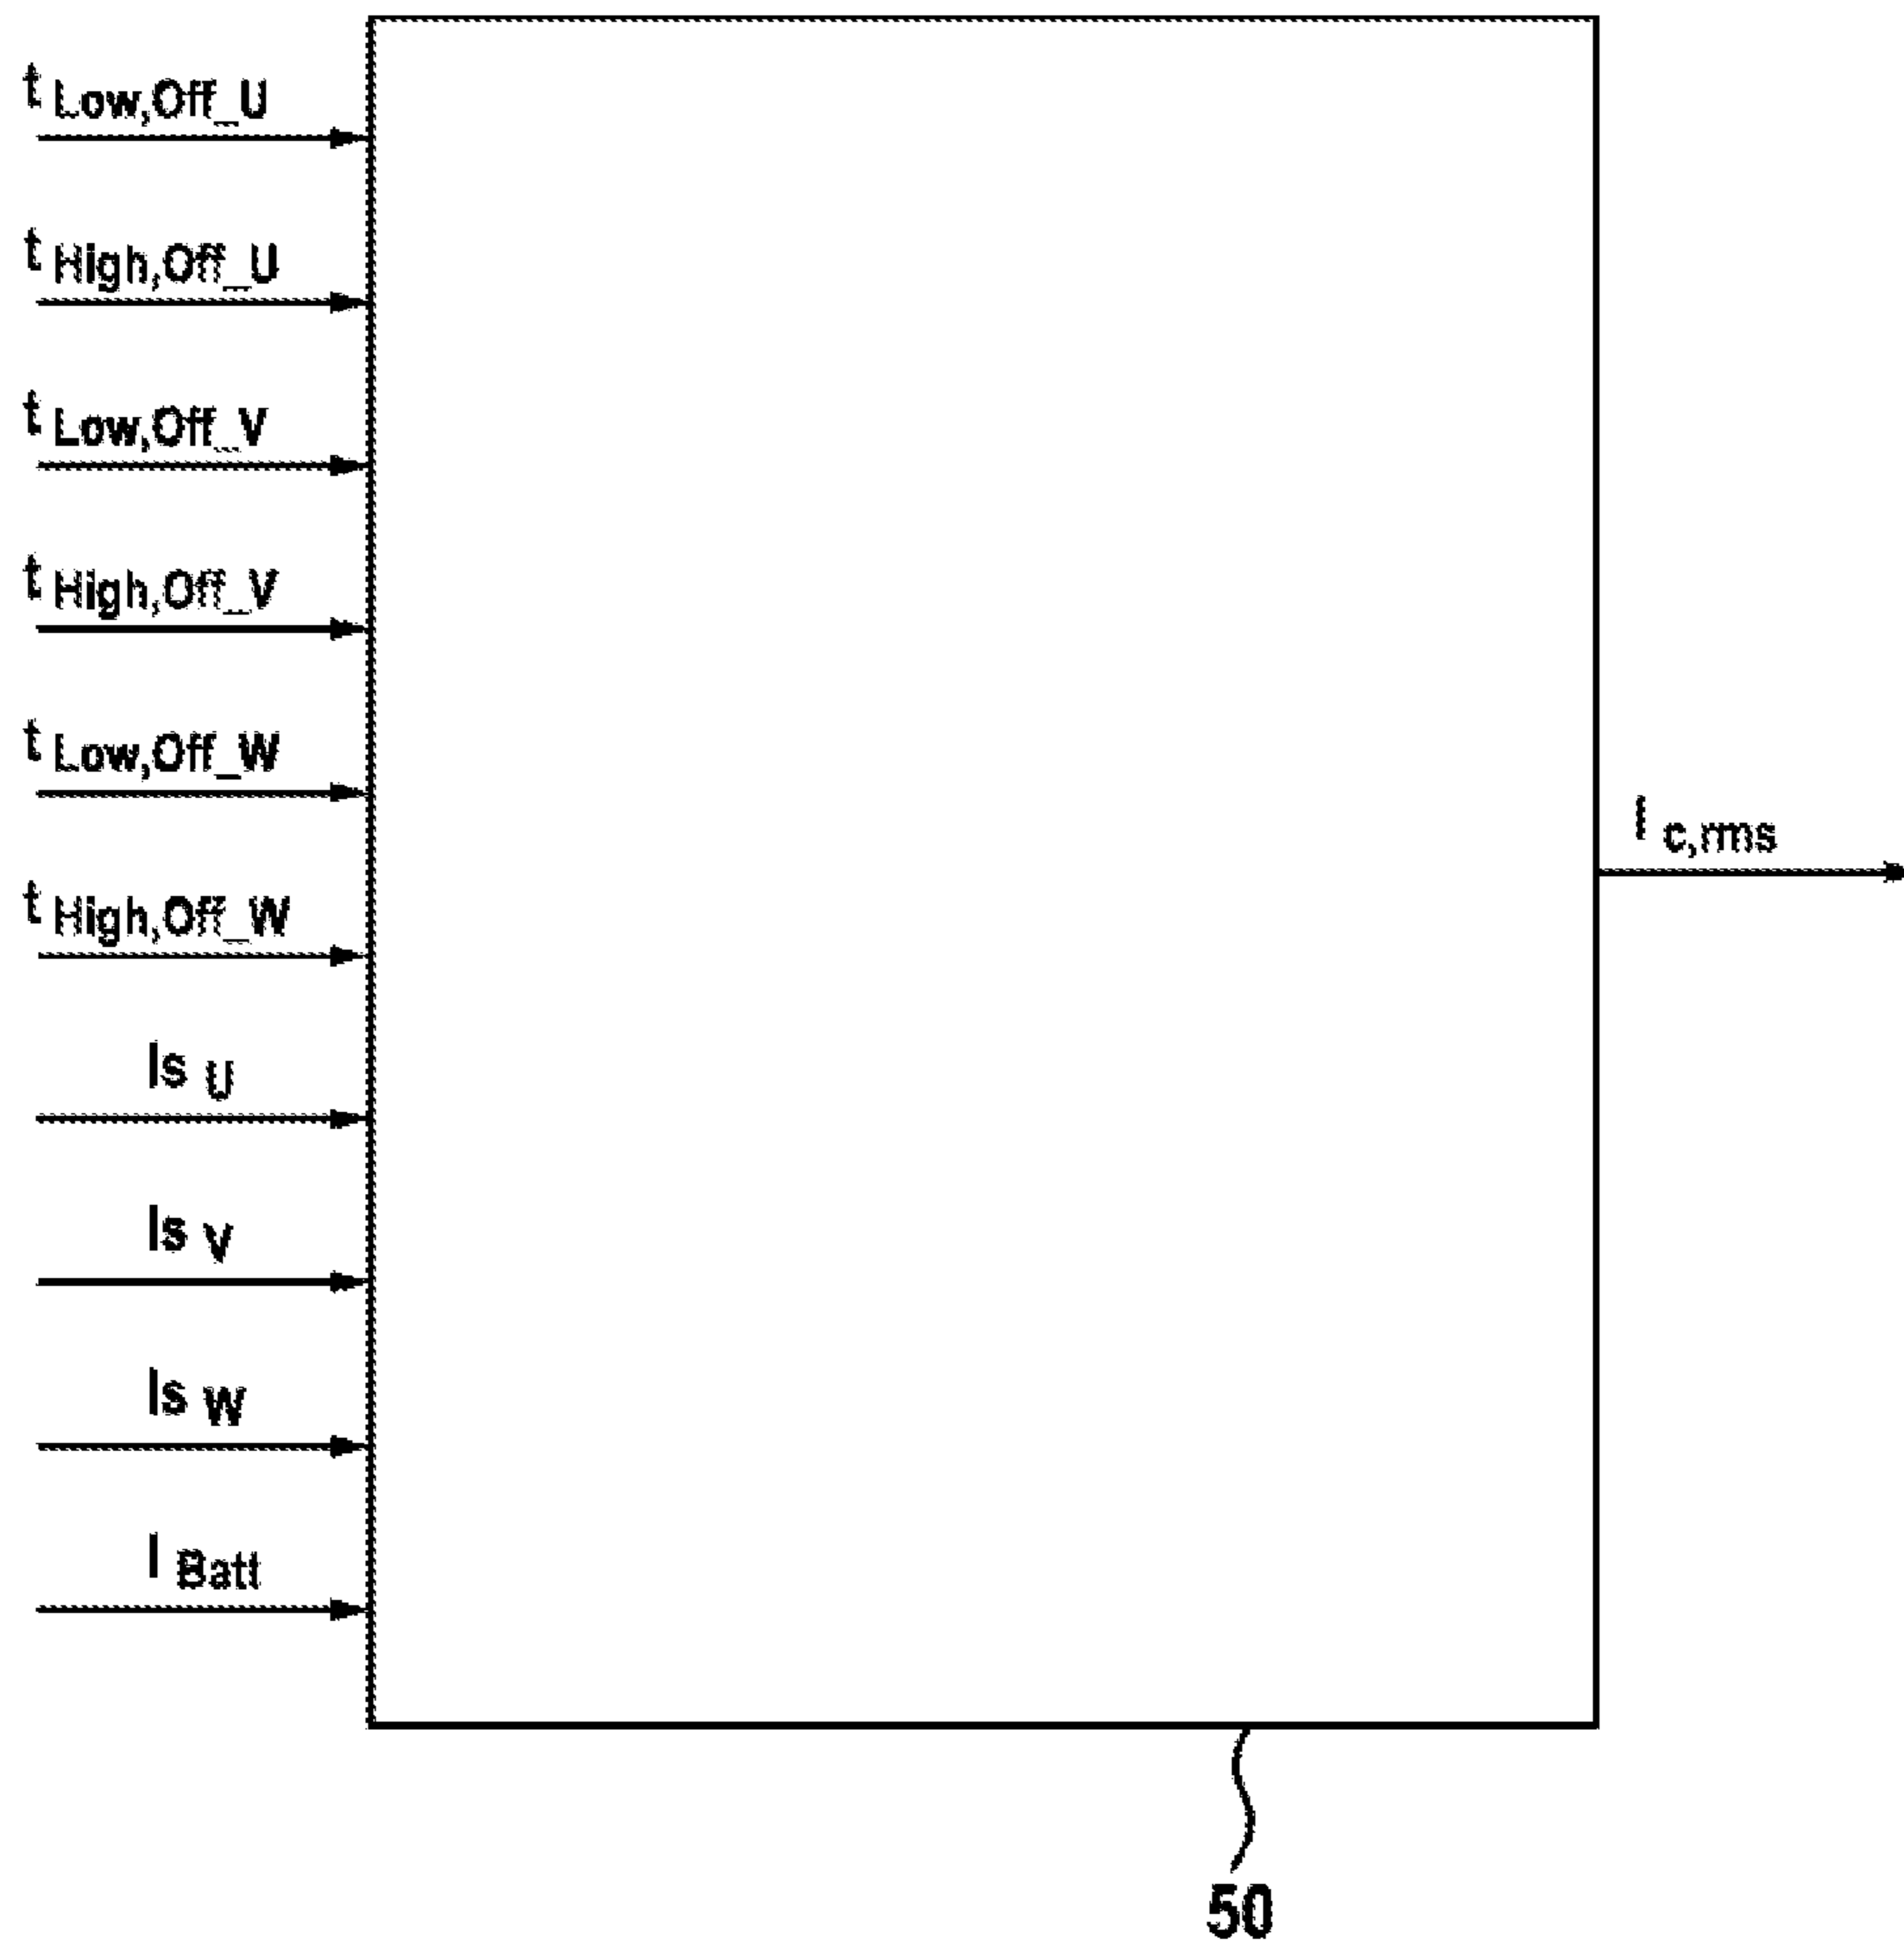 t Low,Off_U
t High,Off_U
t Low,Off_V
t High,Off_V
t Low,Off_W
t High,Off_W
Is U
Is V
Is W
I Batt
I c,rms
50